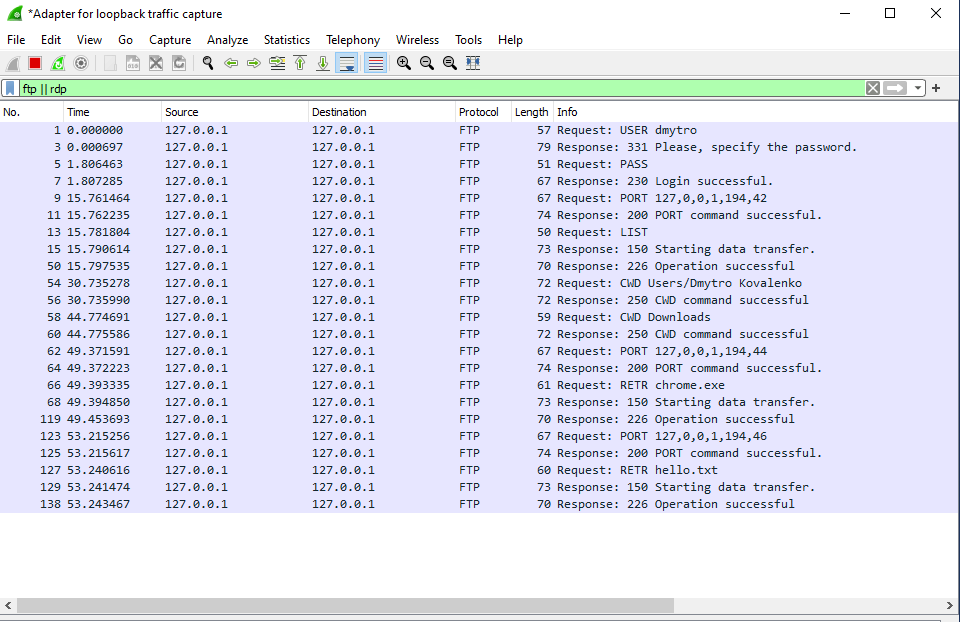 *Adapter for loopback traffic capture
File Edit View Go Capture Analyze Statistics Telephony Wireless Tools Help
ftp || rdp
No. Time Source Destination Protocol Length Info
1 0.000000 127.0.0.1 127.0.0.1 FTP 57 Request: USER dmytro
3 0.000697 127.0.0.1 127.0.0.1 FTP 79 Response: 331 Please, specify the password.
5 1.806463 127.0.0.1 127.0.0.1 FTP 51 Request: PASS
7 1.807285 127.0.0.1 127.0.0.1 FTP 67 Response: 230 Login successful.
9 15.761464 127.0.0.1 127.0.0.1 FTP 67 Request: PORT 127,0,0,1,194,42
11 15.762235 127.0.0.1 127.0.0.1 FTP 74 Response: 200 PORT command successful.
13 15.781804 127.0.0.1 127.0.0.1 FTP 50 Request: LIST
15 15.790614 127.0.0.1 127.0.0.1 FTP 73 Response: 150 Starting data transfer.
50 15.797535 127.0.0.1 127.0.0.1 FTP 70 Response: 226 Operation successful
54 30.735278 127.0.0.1 127.0.0.1 FTP 72 Request: CWD Users/Dmytro Kovalenko
56 30.735990 127.0.0.1 127.0.0.1 FTP 72 Response: 250 CWD command successful
58 44.774691 127.0.0.1 127.0.0.1 FTP 59 Request: CWD Downloads
60 44.775586 127.0.0.1 127.0.0.1 FTP 72 Response: 250 CWD command successful
62 49.371591 127.0.0.1 127.0.0.1 FTP 67 Request: PORT 127,0,0,1,194,44
64 49.372223 127.0.0.1 127.0.0.1 FTP 74 Response: 200 PORT command successful.
66 49.393335 127.0.0.1 127.0.0.1 FTP 61 Request: RETR chrome.exe
68 49.394850 127.0.0.1 127.0.0.1 FTP 73 Response: 150 Starting data transfer.
119 49.453693 127.0.0.1 127.0.0.1 FTP 70 Response: 226 Operation successful
123 53.215256 127.0.0.1 127.0.0.1 FTP 67 Request: PORT 127,0,0,1,194,46
125 53.215617 127.0.0.1 127.0.0.1 FTP 74 Response: 200 PORT command successful.
127 53.240616 127.0.0.1 127.0.0.1 FTP 60 Request: RETR hello.txt
129 53.241474 127.0.0.1 127.0.0.1 FTP 73 Response: 150 Starting data transfer.
138 53.243467 127.0.0.1 127.0.0.1 FTP 70 Response: 226 Operation successful